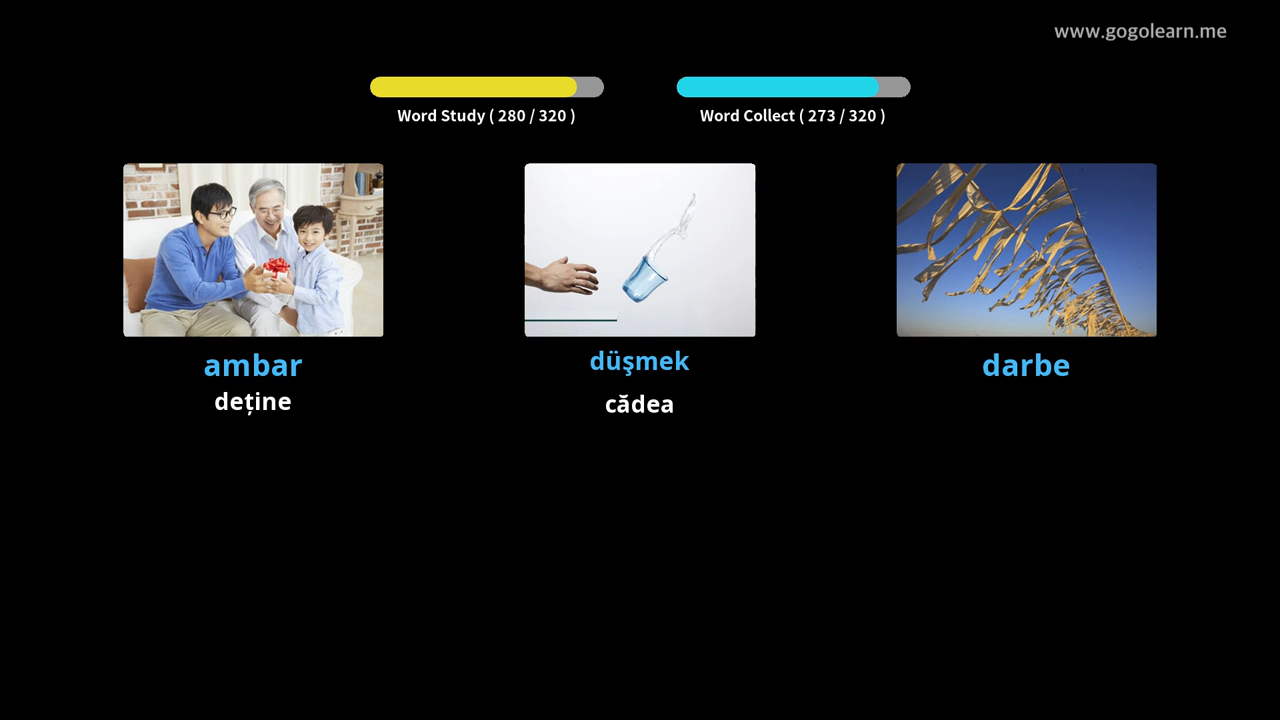 www.gogolearn.me
Word Study ( 280 / 320 )
Word Collect ( 273 / 320 )
ambar
deține
düşmek
cădea
darbe